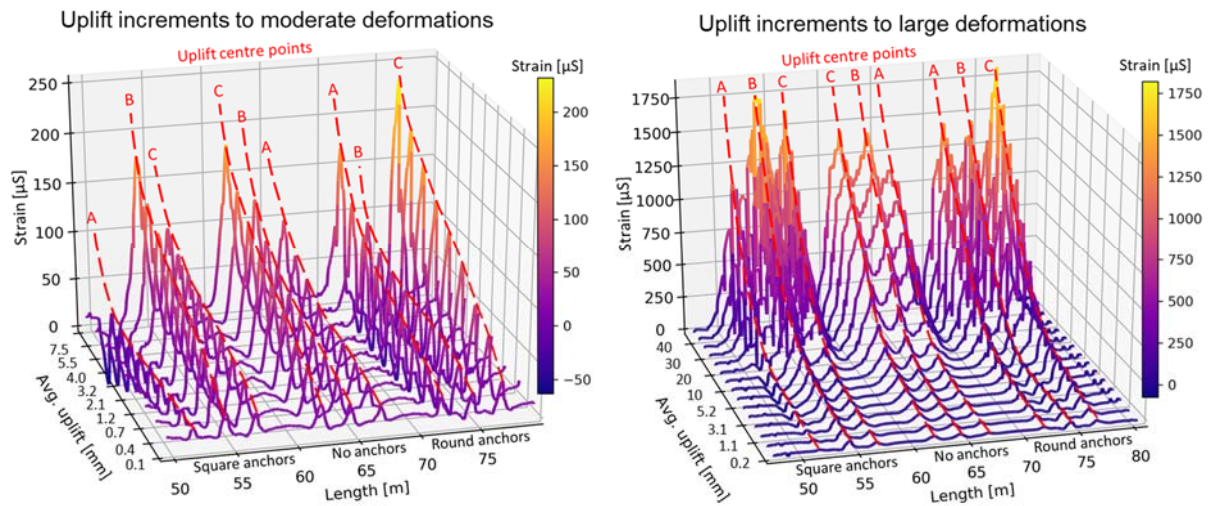 Uplift increments to moderate deformations
Uplift centre points
Strain [µS]
250
200
150
100
50
0
Strain [µS]
A
B
C
C
B
A
A
B
C
200
150
100
50
0
−50
7.5
5.5
4.0
3.2
2.1
1.2
0.7
0.4
0.1
Avg. uplift [mm]
Square anchors
No anchors
Round anchors
50
55
60
65
70
75
Length [m]
Uplift increments to large deformations
Uplift centre points
Strain [µS]
1750
1500
1250
1000
750
500
250
0
Strain [µS]
A
B
C
C
B
A
A
B
C
1750
1500
1250
1000
750
500
250
0
40
30
20
10
5.2
3.1
1.1
0.2
Avg. uplift [mm]
Square anchors
No anchors
Round anchors
50
55
60
65
70
75
80
Length [m]